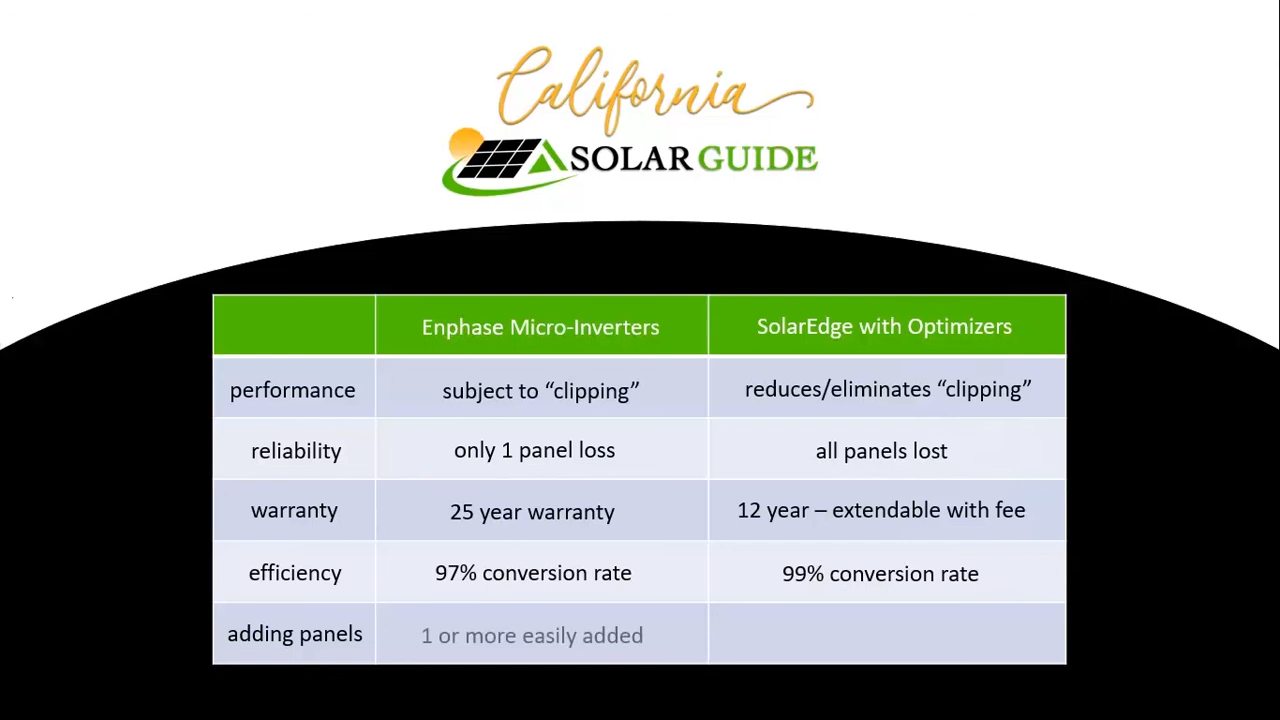 California
SOLAR GUIDE
Enphase Micro-Inverters SolarEdge with Optimizers
performance subject to “clipping” reduces/eliminates “clipping”
reliability only 1 panel loss all panels lost
warranty 25 year warranty 12 year – extendable with fee
efficiency 97% conversion rate 99% conversion rate
adding panels 1 or more easily added